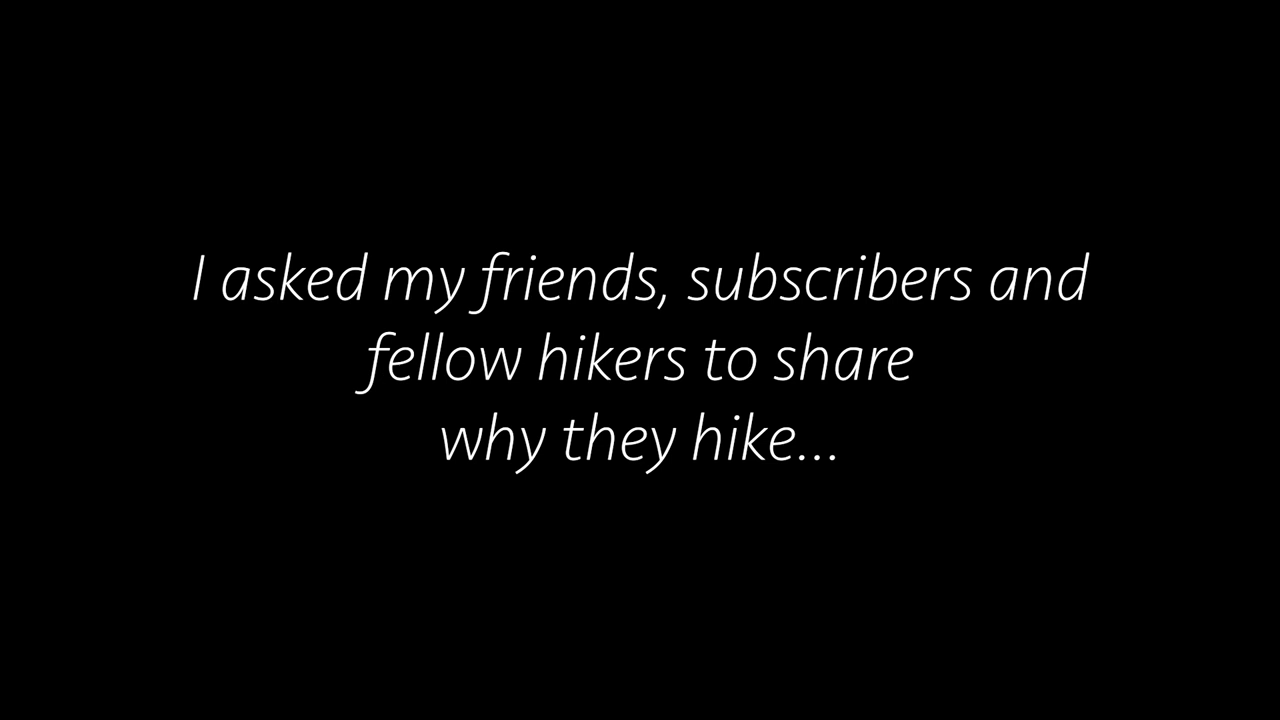 I asked my friends, subscribers and
fellow hikers to share
why they hike...